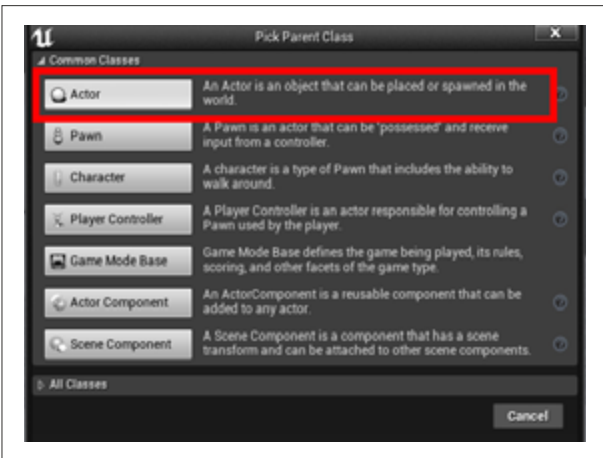 Pick Parent Class
Common Classes
Actor
An Actor is an object that can be placed or spawned in the
world.
Pawn
A Pawn is an actor that can be 'possessed' and receive
input from a controller.
Character
A character is a type of Pawn that includes the ability to
walk around.
Player Controller
A Player Controller is an actor responsible for controlling a
Pawn used by the player.
Game Mode Base
Game Mode Base defines the game being played, its rules,
scoring, and other facets of the game type.
Actor Component
An ActorComponent is a reusable component that can be
added to any actor.
Scene Component
A Scene Component is a component that has a scene
transform and can be attached to other scene components.
All Classes
Cancel